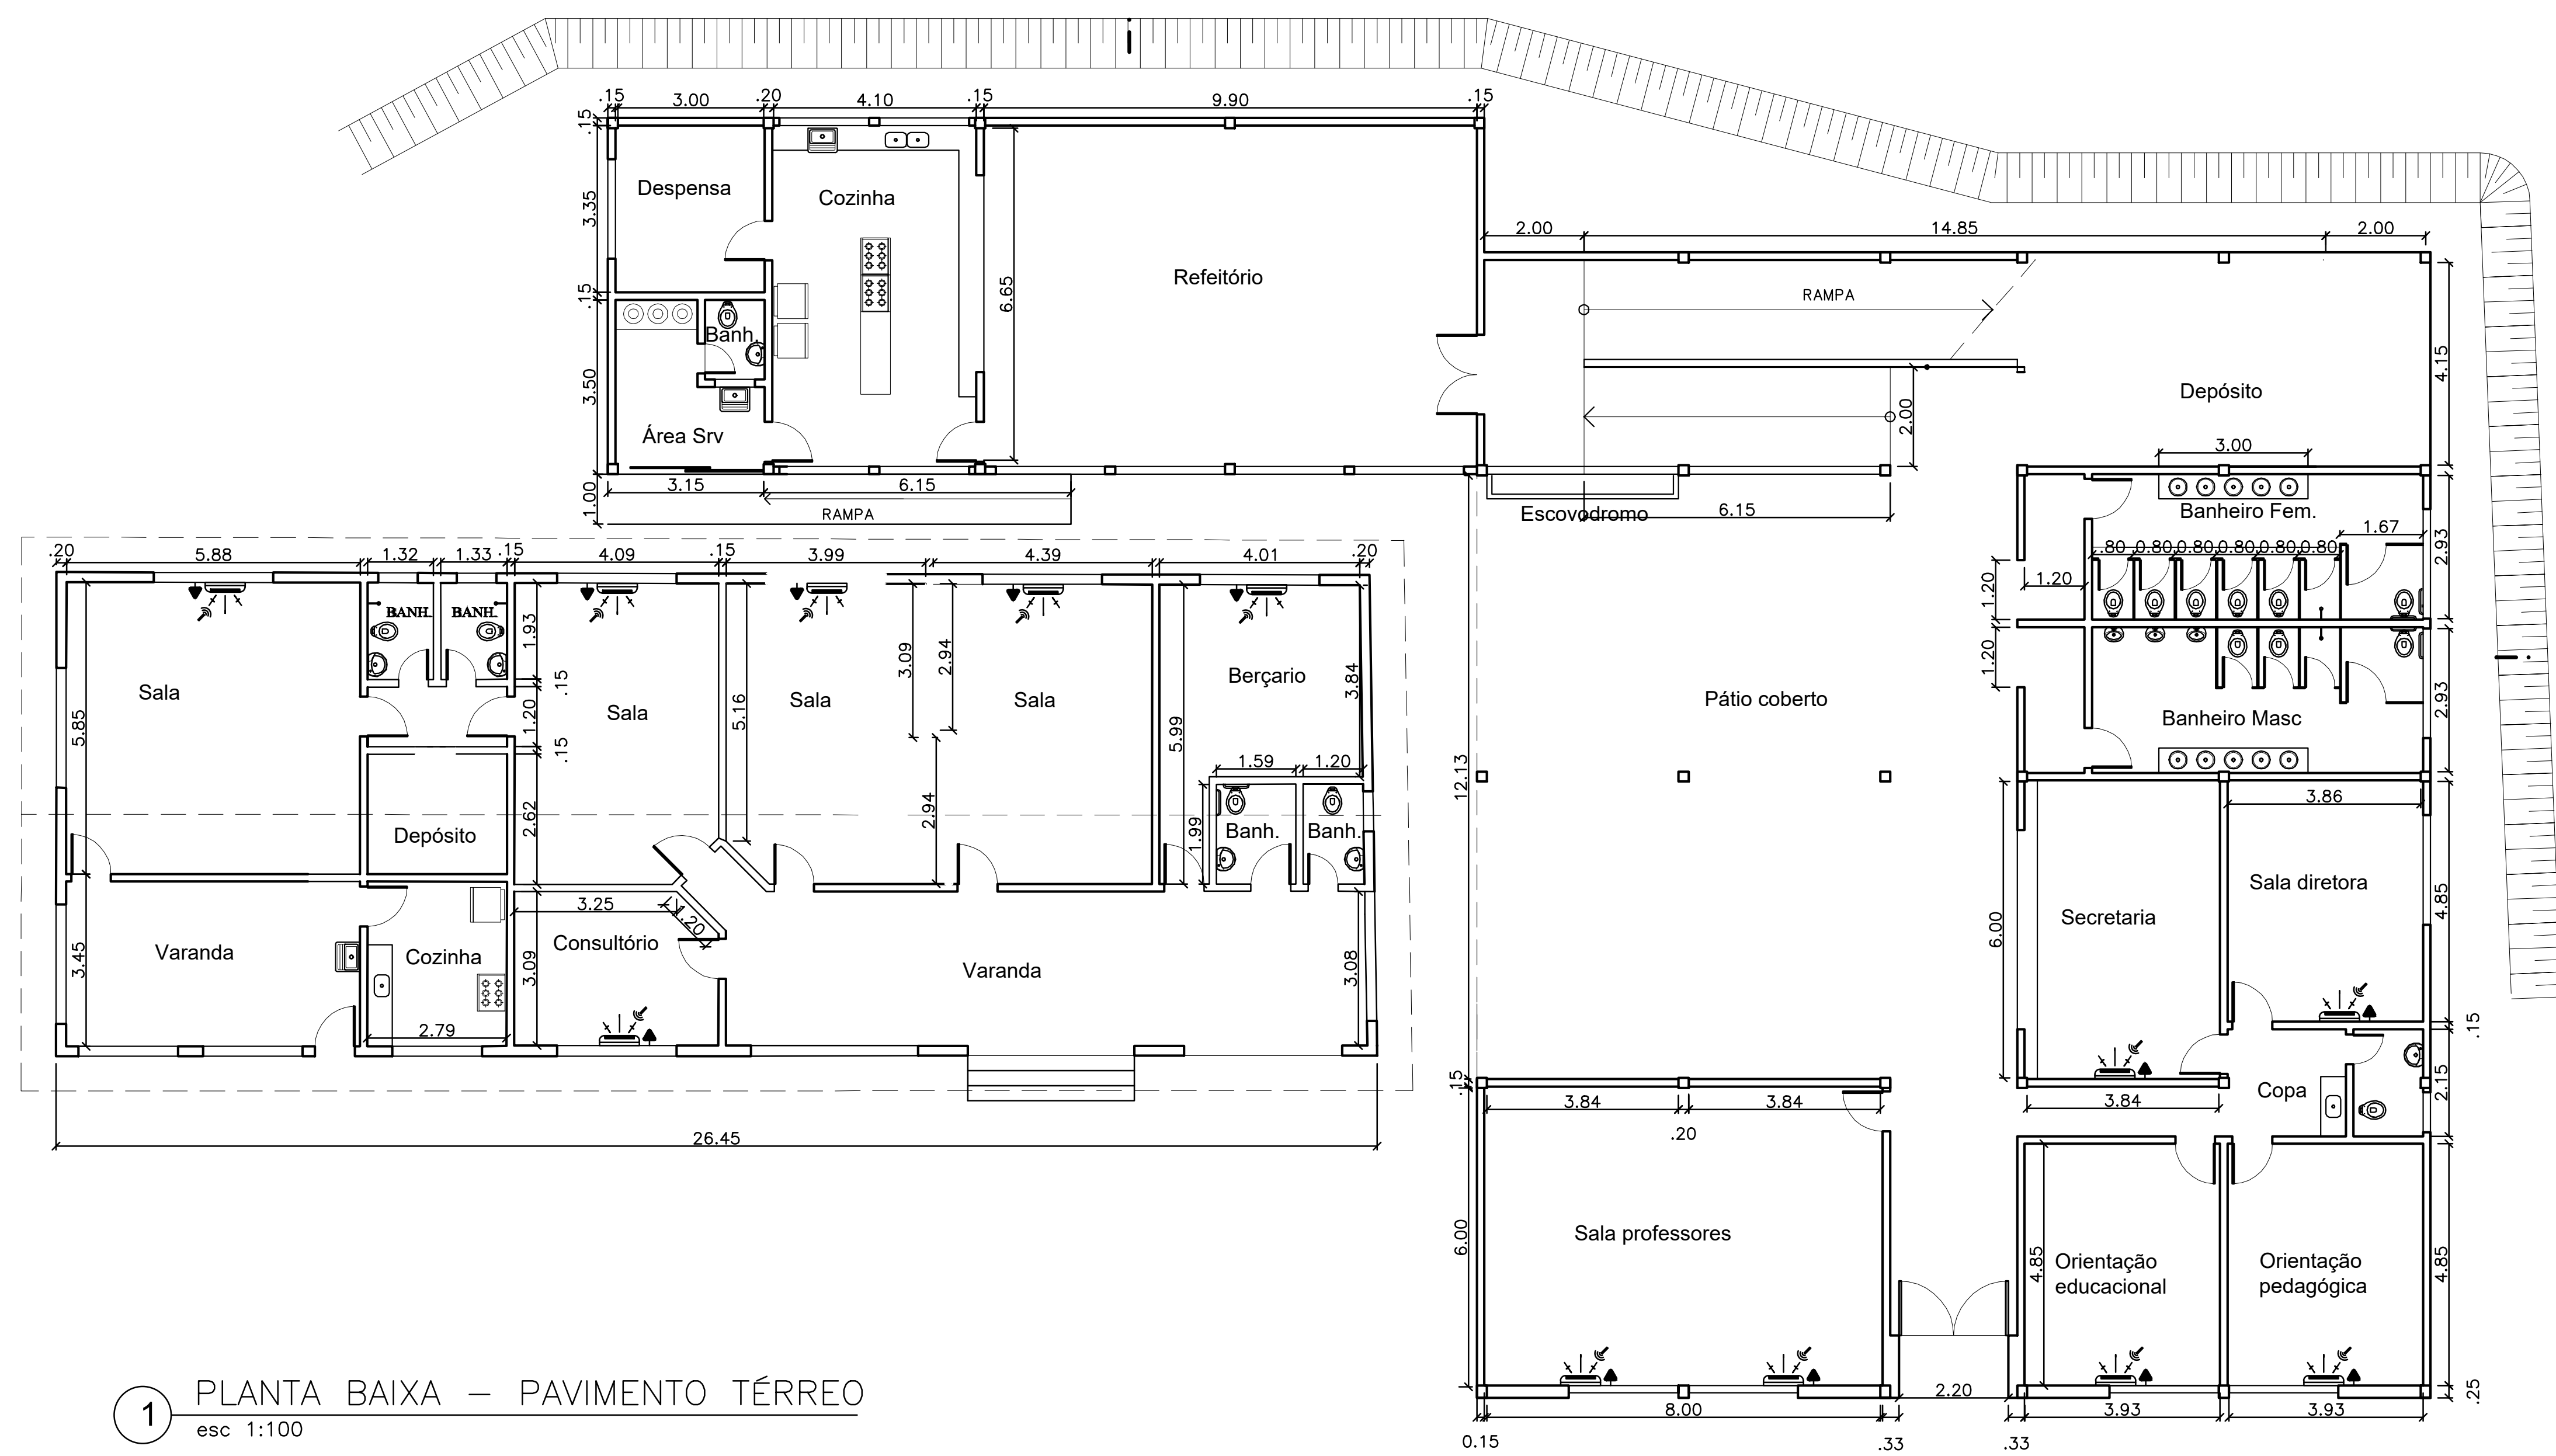 .15 3.00 .20 4.10 .15 9.90 .15
.15
Despensa
Cozinha
3.35
2.00 14.85 2.00
Refeitório
6.65
RAMPA
.15
Banh.
4.15
3.50
Depósito
2.00
Área Srv
3.00
3.15 6.15
1.00
RAMPA
Escovodromo
6.15
Banheiro Fem.
1.67
2.93
.80 0.80 0.80 0.80 0.80 0.80
1.20
1.20
.20 5.88 1.32 1.33 .15 4.09 .15 3.99 4.39 4.01 .20
BANH. BANH.
1.93
3.09
2.94
1.20
Berçario
3.84
.15
Sala
Sala
Sala
Sala
Pátio coberto
2.93
Banheiro Masc
5.85
1.20
5.16
5.99
.15
1.59 1.20
12.13
3.86
2.62
2.94
1.99
Depósito
Banh. Banh.
Sala diretora
4.85
3.25
1.20
Secretaria
6.00
Consultório
Varanda
Cozinha
3.45
3.09
Varanda
3.08
2.79
.15
.15
Copa
2.15
3.84 3.84
3.84
.20
26.45
6.00
Sala professores
4.85
Orientação
educacional
Orientação
pedagógica
4.85
2.20
.25
8.00
3.93 3.93
0.15 .33 .33
1
PLANTA BAIXA – PAVIMENTO TÉRREO
esc 1:100